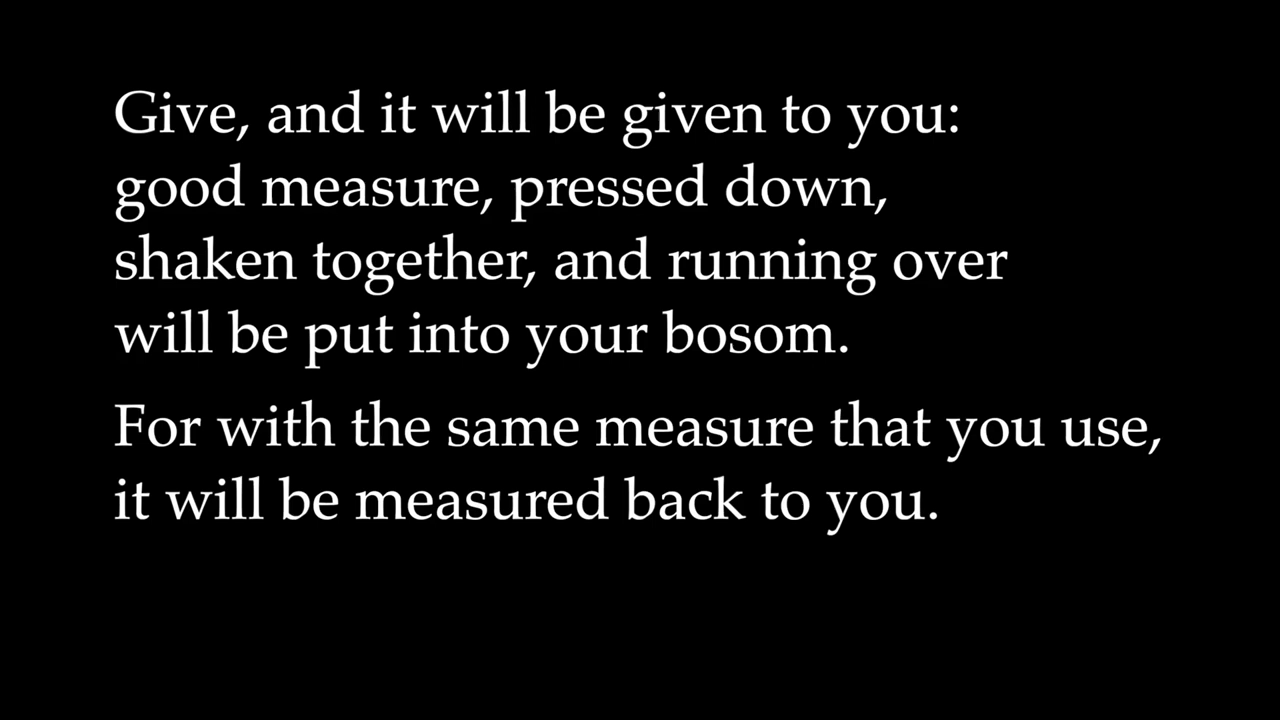 Give, and it will be given to you:
good measure, pressed down,
shaken together, and running over
will be put into your bosom.
For with the same measure that you use,
it will be measured back to you.